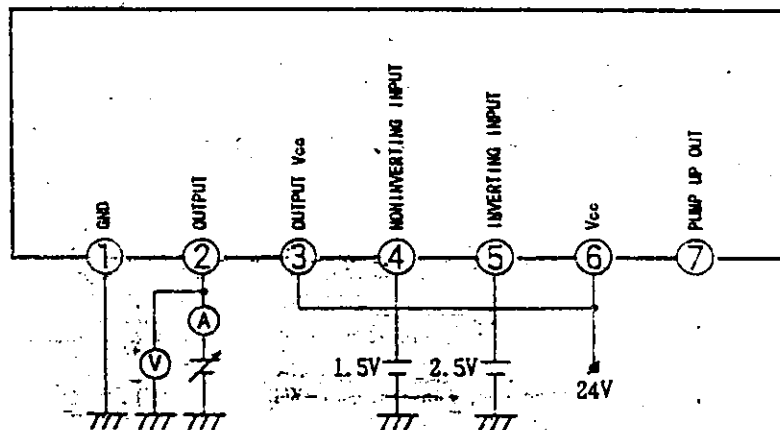 GND
OUTPUT
OUTPUT Vcc
NONINVERTING INPUT
INVERTING INPUT
Vcc
PUMP UP OUT
1 2 3 4 5 6 7
A
V
1.5V 2.5V
24V